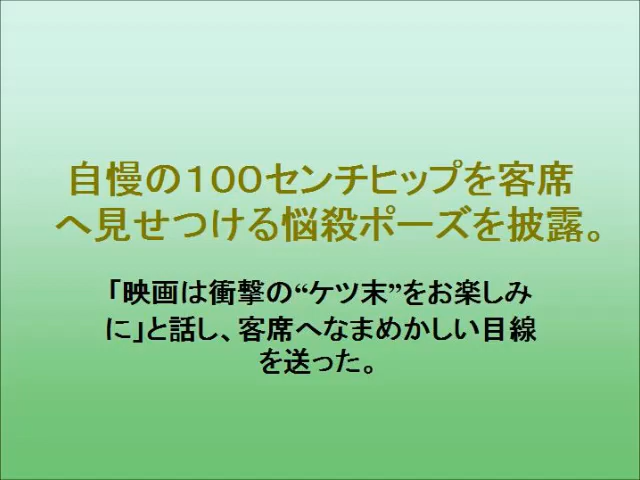 自慢の１００センチヒップを客席
へ見せつける悩殺ポーズを披露。
「映画は衝撃の“ケツ末”をお楽しみ
に」と話し、客席へなまめかしい目線
を送った。